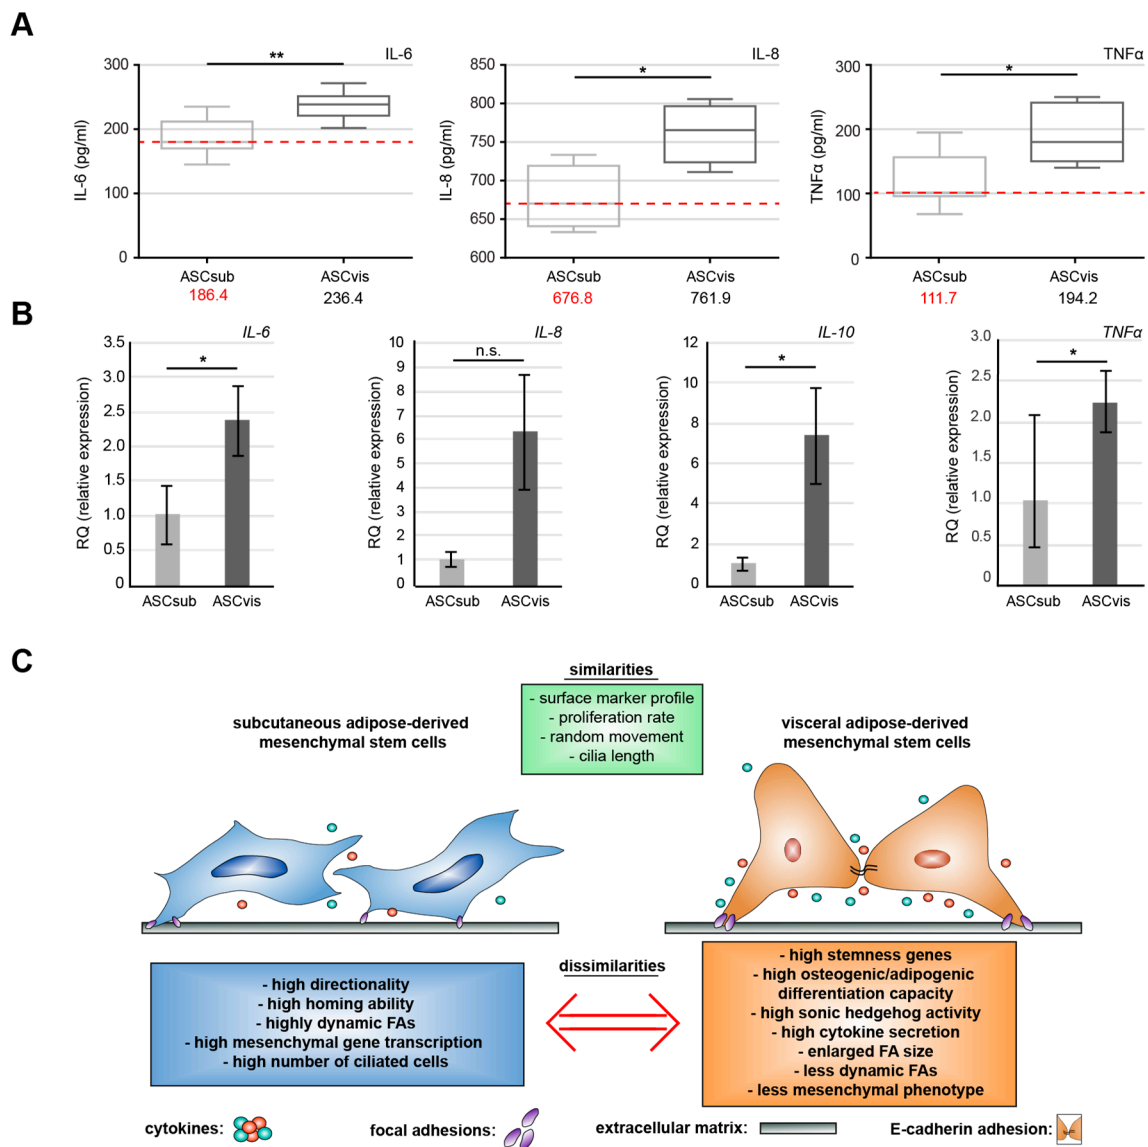 A
IL-6
**
IL-6 (pg/ml)
300
200
100
0
ASCsub
ASCvis
186.4
236.4
IL-8
*
IL-8 (pg/ml)
850
800
750
700
650
600
ASCsub
ASCvis
676.8
761.9
TNFα
*
TNFα (pg/ml)
300
200
100
0
ASCsub
ASCvis
111.7
194.2
B
IL-6
*
RQ (relative expression)
3.5
3.0
2.5
2.0
1.5
1.0
0.5
0
ASCsub
ASCvis
IL-8
n.s.
RQ (relative expression)
10
9
8
7
6
5
4
3
2
1
0
ASCsub
ASCvis
IL-10
*
RQ (relative expression)
12
10
8
6
4
2
0
ASCsub
ASCvis
TNFα
*
RQ (relative expression)
3.0
2.5
2.0
1.5
1.0
0.5
0
ASCsub
ASCvis
C
similarities
- surface marker profile
- proliferation rate
- random movement
- cilia length
subcutaneous adipose-derived
mesenchymal stem cells
visceral adipose-derived
mesenchymal stem cells
dissimilarities
- high directionality
- high homing ability
- highly dynamic FAs
- high mesenchymal gene transcription
- high number of ciliated cells
- high stemness genes
- high osteogenic/adipogenic
differentiation capacity
- high sonic hedgehog activity
- high cytokine secretion
- enlarged FA size
- less dynamic FAs
- less mesenchymal phenotype
cytokines:
focal adhesions:
extracellular matrix:
E-cadherin adhesion: